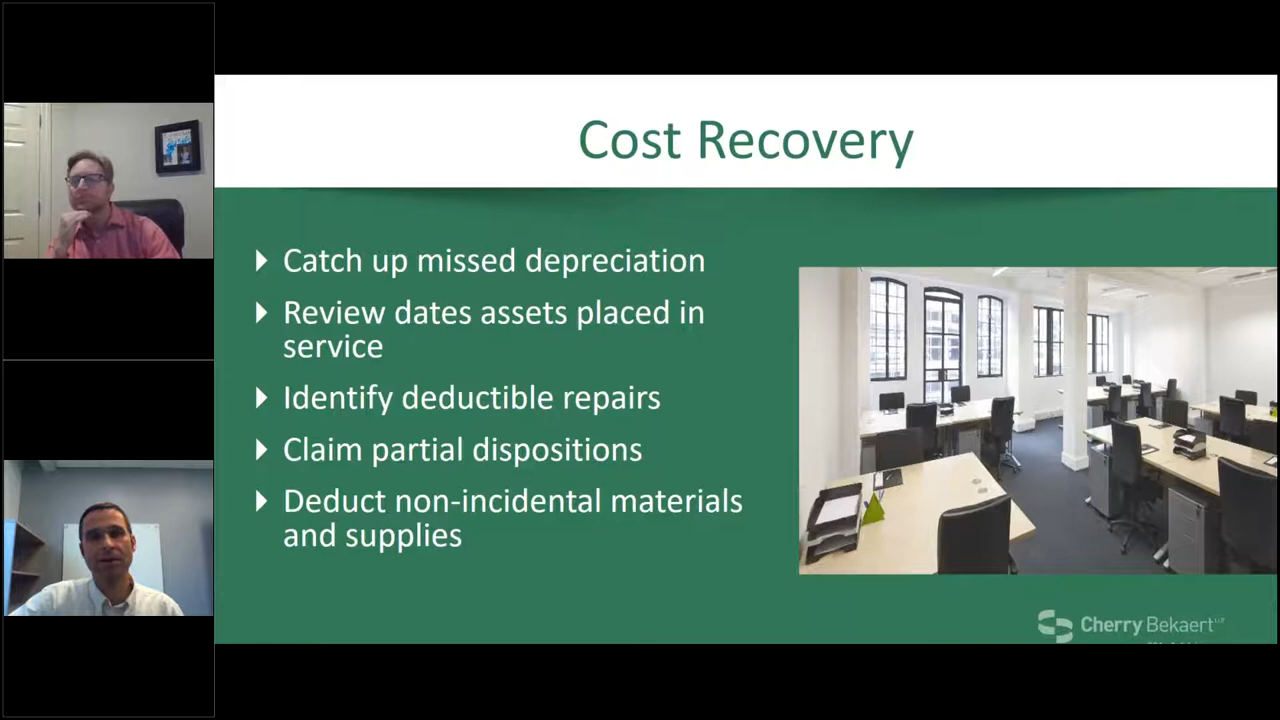 Cost Recovery
Catch up missed depreciation
Review dates assets placed in
service
Identify deductible repairs
Claim partial dispositions
Deduct non-incidental materials
and supplies
Cherry Bekaert LLP